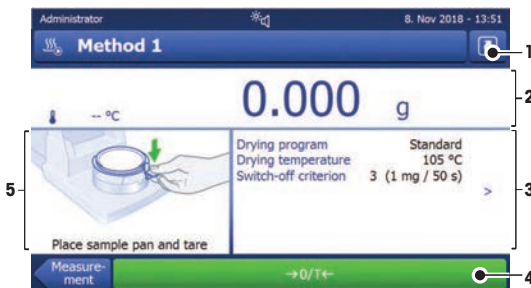 Administrator
8. Nov 2018 - 13:51
Method 1
1
-- °C
0.000 g
2
Drying program Standard
Drying temperature 105 °C
Switch-off criterion 3 (1 mg / 50 s)
>
3
5
Place sample pan and tare
Measure-
ment
→0/T←
4